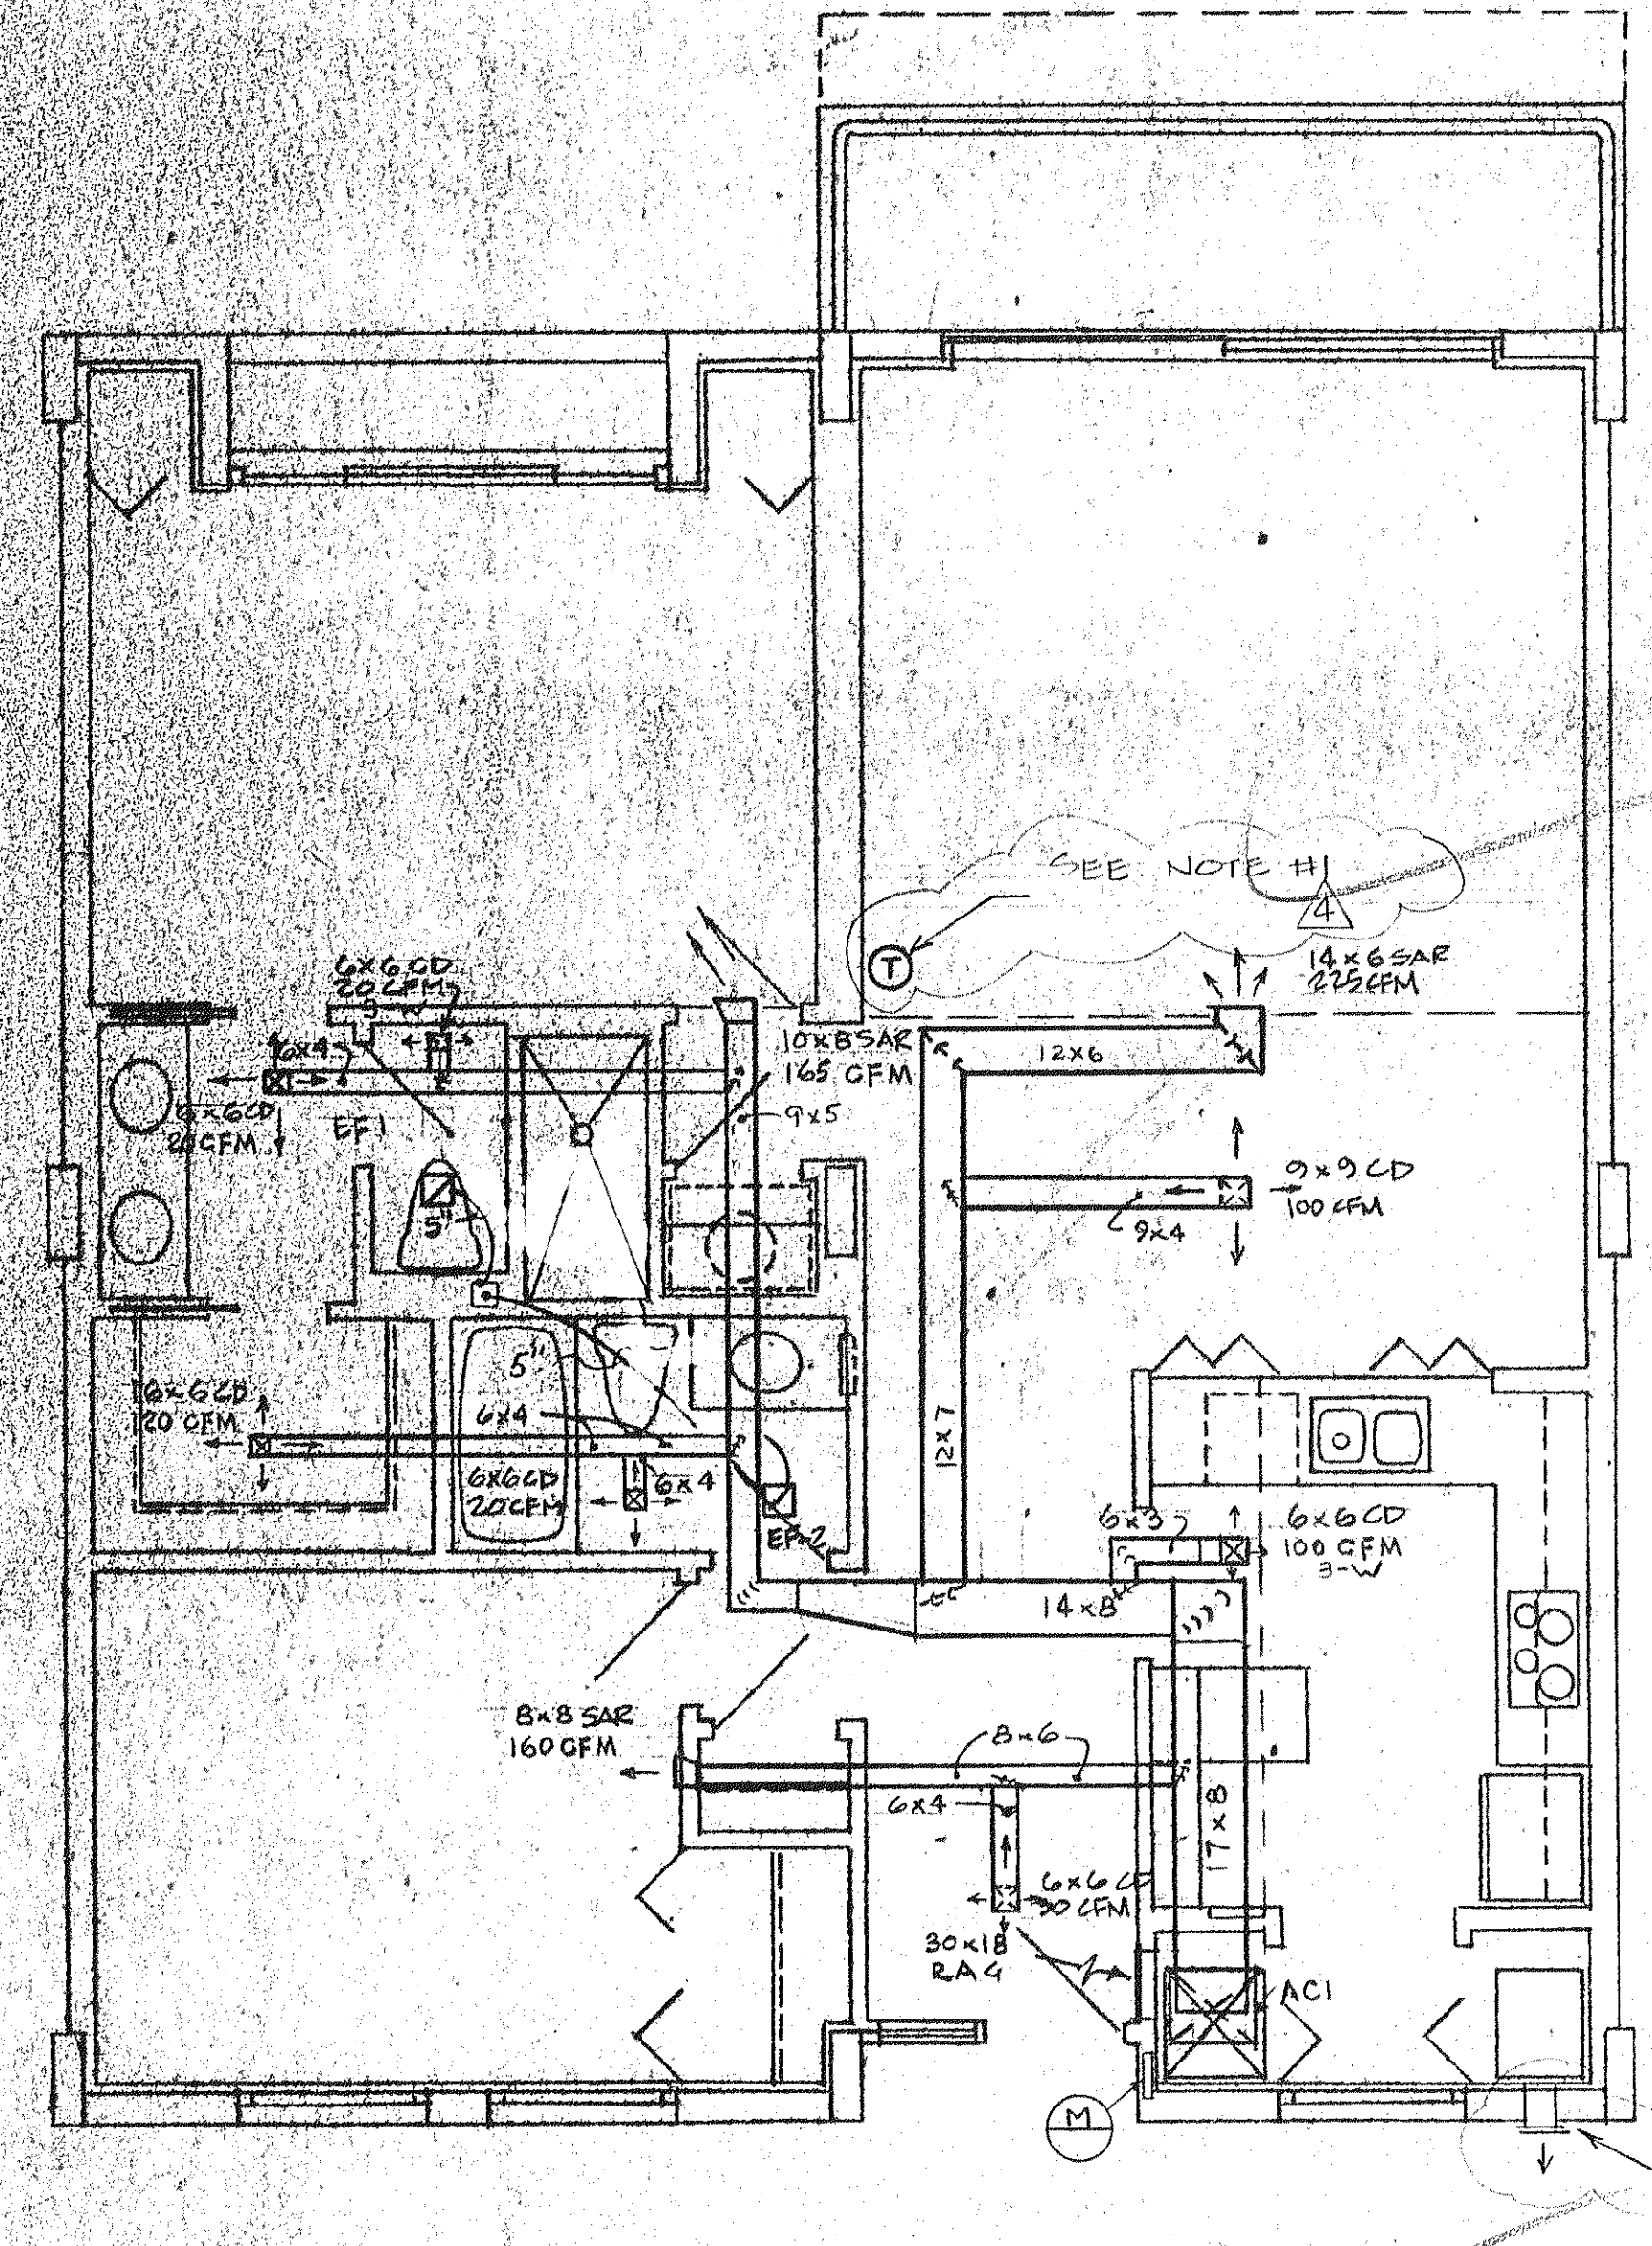 SEE NOTE #1
4
T
14x6 SAR
225 CFM
6x6 CD
20 CFM
3-W
6x4
10x8 SAR
165 CFM
12x6
9x5
6x6 CD
20 CFM
EF1
5"
9x9 CD
100 CFM
9x4
5"
6x6 CD
20 CFM
6x4
12x7
6x6 CD
20 CFM
6x4
EF-2
6x3
6x6 CD
100 CFM
3-W
14x8
8x8 SAR
160 CFM
8x6
6x4
17x8
6x6 CD
30 CFM
30x18
RAG
AC1
M